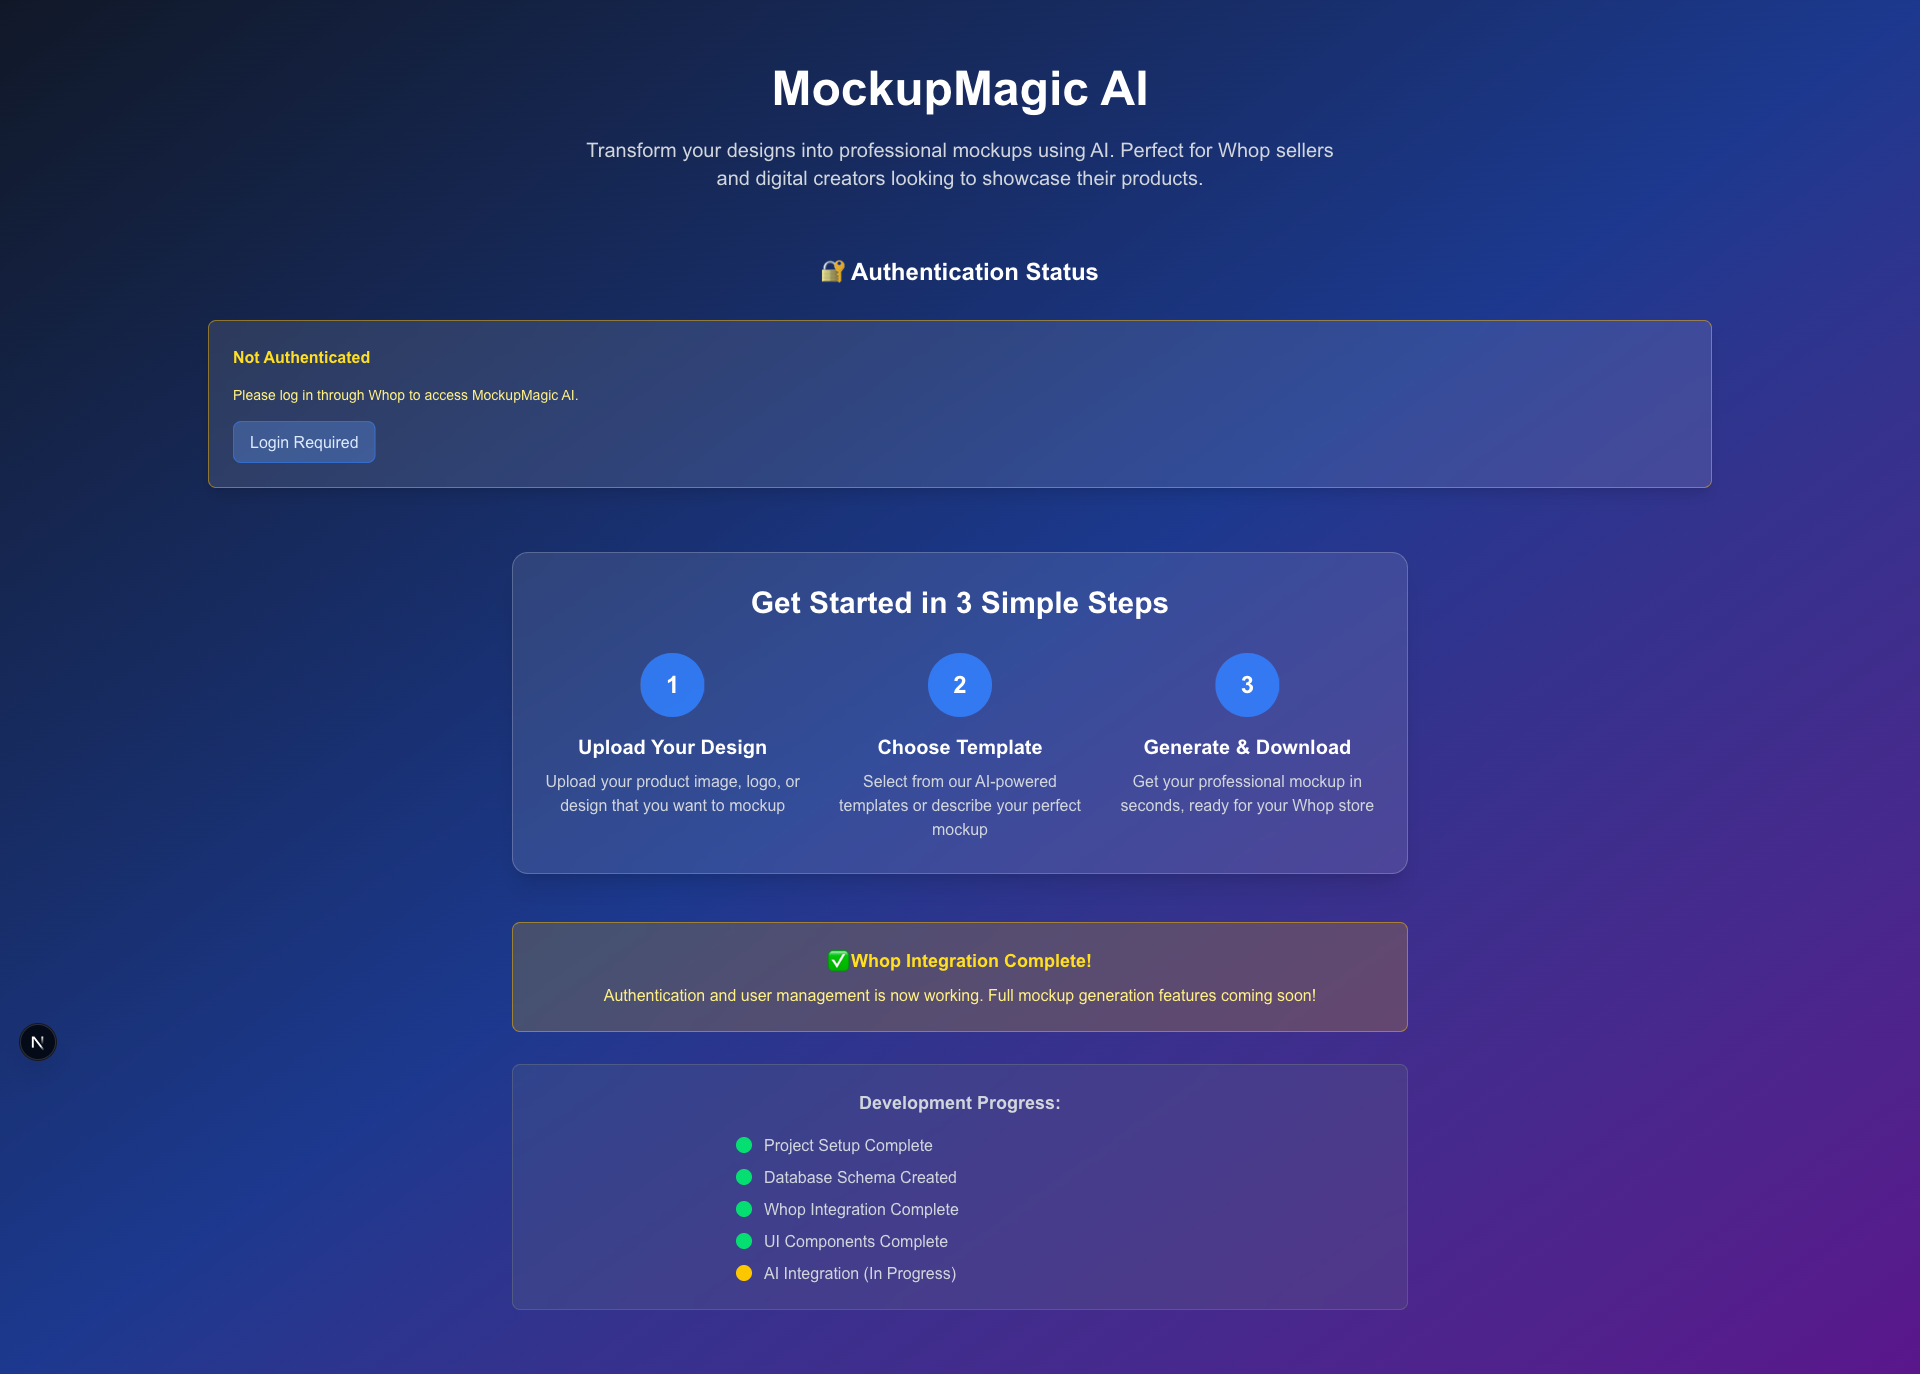 MockupMagic AI
Transform your designs into professional mockups using AI. Perfect for Whop sellers
and digital creators looking to showcase their products.
🔐 Authentication Status
Not Authenticated
Please log in through Whop to access MockupMagic AI.
Login Required
Get Started in 3 Simple Steps
1
Upload Your Design
Upload your product image, logo, or
design that you want to mockup
2
Choose Template
Select from our AI-powered
templates or describe your perfect
mockup
3
Generate & Download
Get your professional mockup in
seconds, ready for your Whop store
✅Whop Integration Complete!
Authentication and user management is now working. Full mockup generation features coming soon!
N
Development Progress:
Project Setup Complete
Database Schema Created
Whop Integration Complete
UI Components Complete
AI Integration (In Progress)